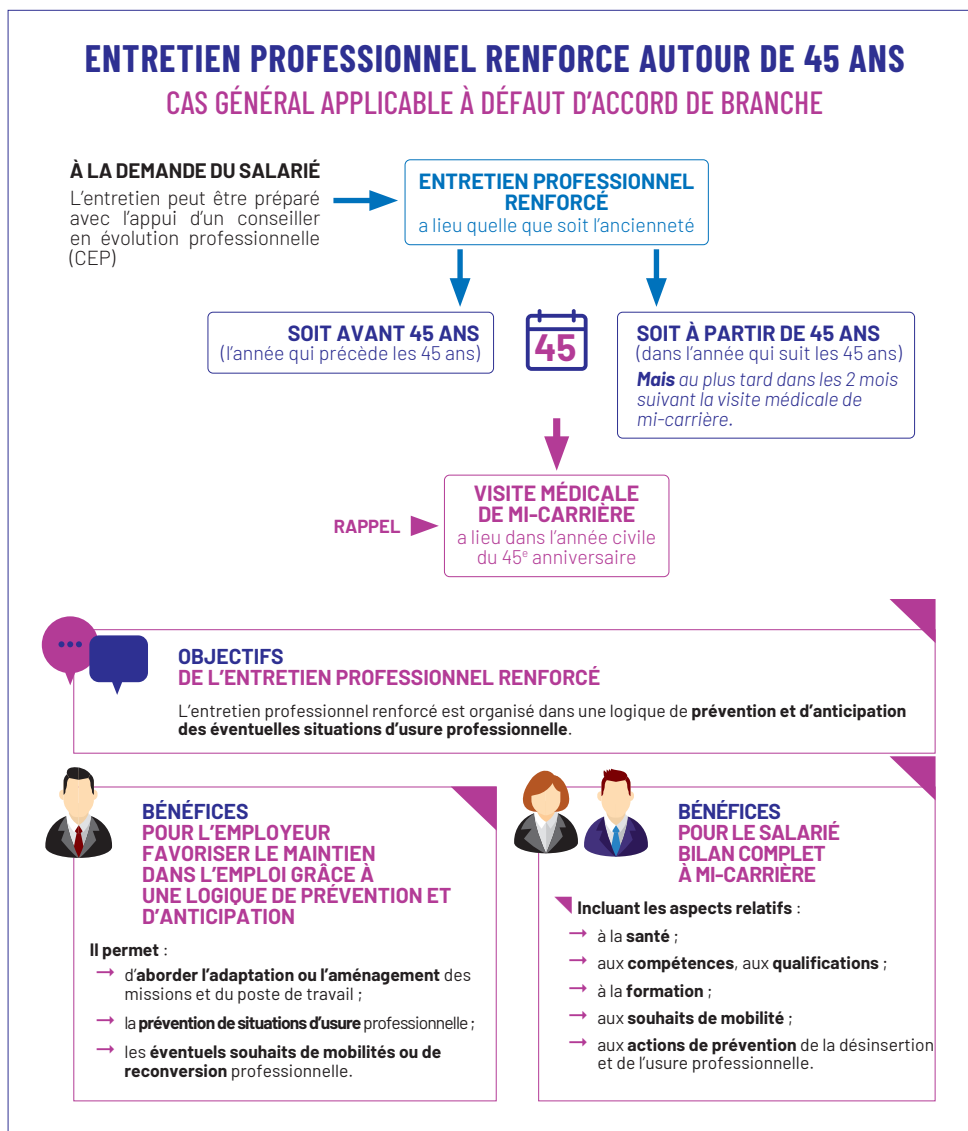 ENTRETIEN PROFESSIONNEL RENFORCE AUTOUR DE 45 ANS
CAS GÉNÉRAL APPLICABLE À DÉFAUT D'ACCORD DE BRANCHE
À LA DEMANDE DU SALARIÉ
L'entretien peut être préparé
avec l'appui d'un conseiller
en évolution professionnelle
(CEP)
ENTRETIEN PROFESSIONNEL
RENFORCÉ
a lieu quelle que soit l'ancienneté
SOIT AVANT 45 ANS
(l'année qui précède les 45 ans)
45
SOIT À PARTIR DE 45 ANS
(dans l'année qui suit les 45 ans)
Mais au plus tard dans les 2 mois
suivant la visite médicale de
mi-carrière.
RAPPEL
VISITE MÉDICALE
DE MI-CARRIÈRE
a lieu dans l'année civile
du 45e anniversaire
OBJECTIFS
DE L'ENTRETIEN PROFESSIONNEL RENFORCÉ
L'entretien professionnel renforcé est organisé dans une logique de prévention et d'anticipation
des éventuelles situations d'usure professionnelle.
BÉNÉFICES
POUR L'EMPLOYEUR
FAVORISER LE MAINTIEN
DANS L'EMPLOI GRÂCE À
UNE LOGIQUE DE PRÉVENTION ET
D'ANTICIPATION
Il permet :
→ d'aborder l'adaptation ou l'aménagement des
missions et du poste de travail ;
→ la prévention de situations d'usure professionnelle ;
→ les éventuels souhaits de mobilités ou de
reconversion professionnelle.
BÉNÉFICES
POUR LE SALARIÉ
BILAN COMPLET
À MI-CARRIÈRE
Incluant les aspects relatifs :
→ à la santé ;
→ aux compétences, aux qualifications ;
→ à la formation ;
→ aux souhaits de mobilité ;
→ aux actions de prévention de la désinsertion
et de l'usure professionnelle.